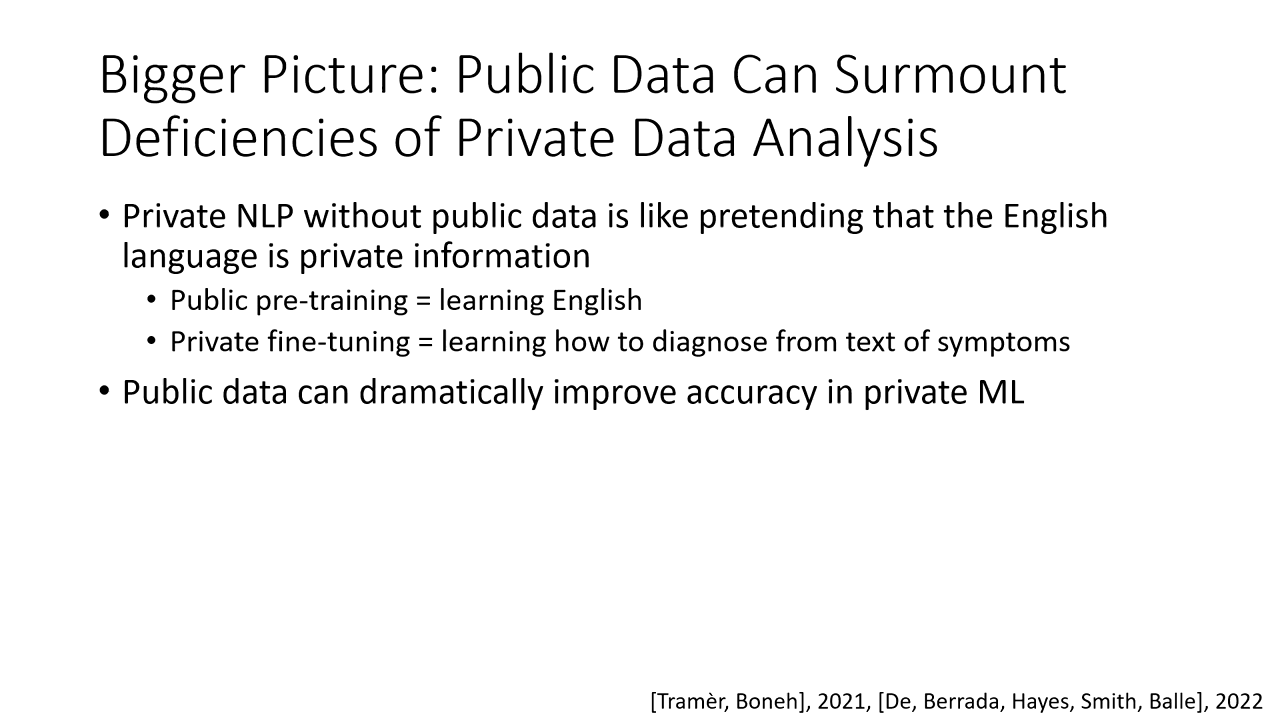 Bigger Picture: Public Data Can Surmount
Deficiencies of Private Data Analysis
• Private NLP without public data is like pretending that the English
language is private information
• Public pre-training = learning English
• Private fine-tuning = learning how to diagnose from text of symptoms
• Public data can dramatically improve accuracy in private ML
[Tramèr, Boneh], 2021, [De, Berrada, Hayes, Smith, Balle], 2022